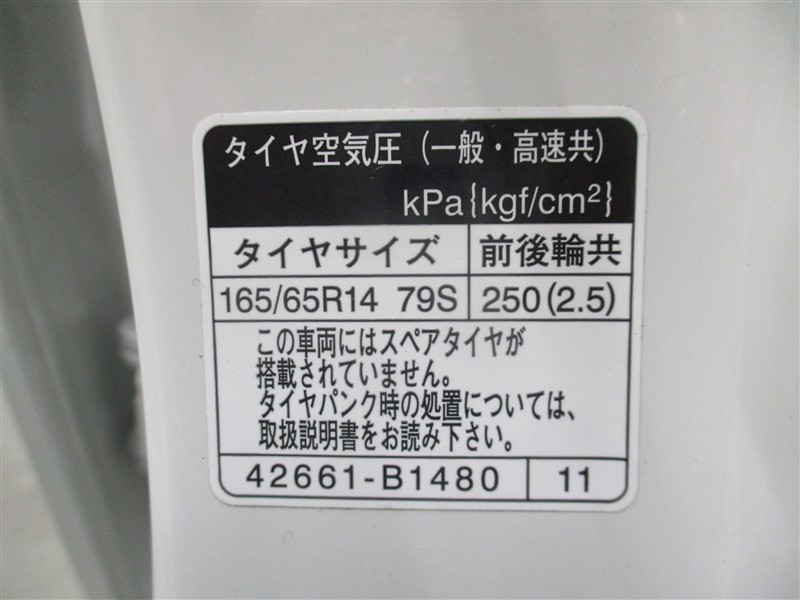 タイヤ空気圧（一般・高速共）
kPa{kgf/cm²}
タイヤサイズ 前後輪共
165/65R14 79S 250(2.5)
この車両にはスペアタイヤが
搭載されていません。
タイヤパンク時の処置については、
取扱説明書をお読み下さい。
42661-B1480 11